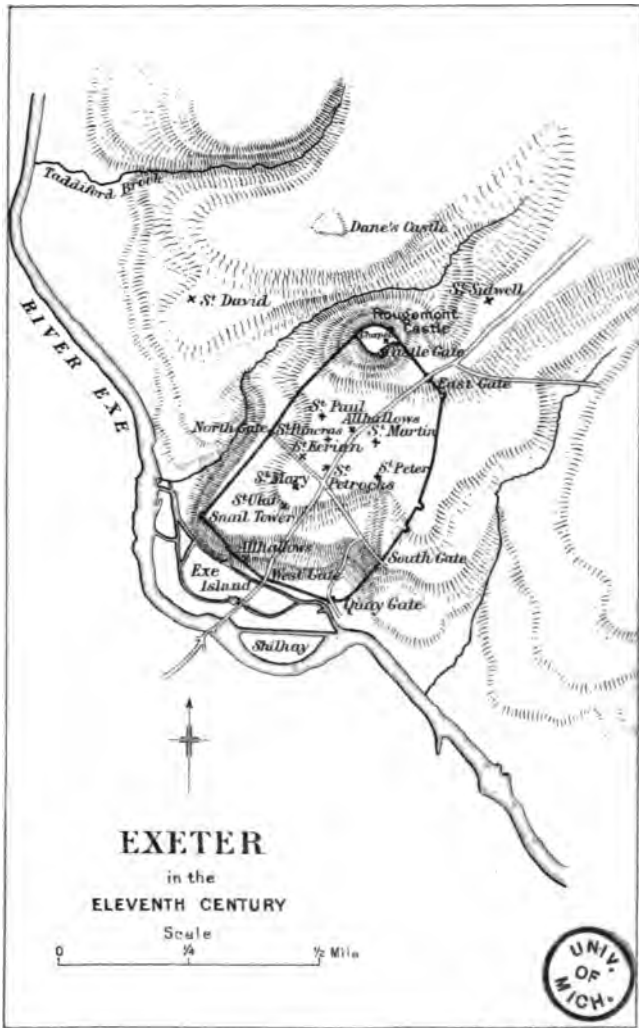 Taddiford Brook
Dane's Castle
St. David
St. Sidwell
RIVER EXE
Rougemont
Castle
Chapel
Castle Gate
East Gate
St. Paul
Allhallows
North Gate
St. Pancras
St. Martin
St. Kerian
St. Mary
St.
Petrocks
St. Peter
St. Olaf
Snail Tower
Allhallows
Exe
Island
West Gate
South Gate
Quay Gate
Shilhay
EXETER
in the
ELEVENTH CENTURY
Scale
0 ¼ ½ Mile
UNIV.
OF
MICH.